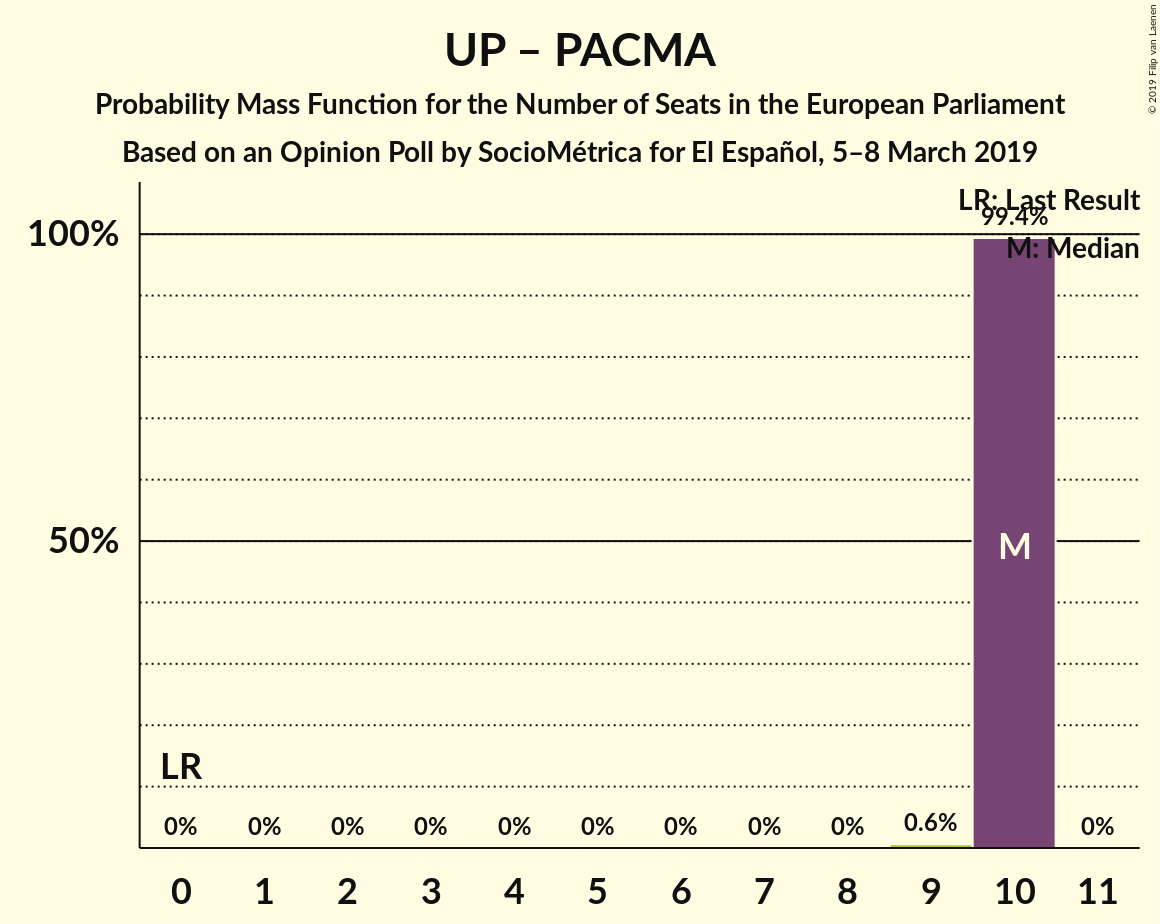 UP – PACMA
Probability Mass Function for the Number of Seats in the European Parliament
Based on an Opinion Poll by SocioMétrica for El Español, 5–8 March 2019
© 2019 Filip van Laenen
LR: Last Result
99.4%
M: Median
100%
50%
M
LR
0% 0% 0% 0% 0% 0% 0% 0% 0% 0.6% 0%
0 1 2 3 4 5 6 7 8 9 10 11